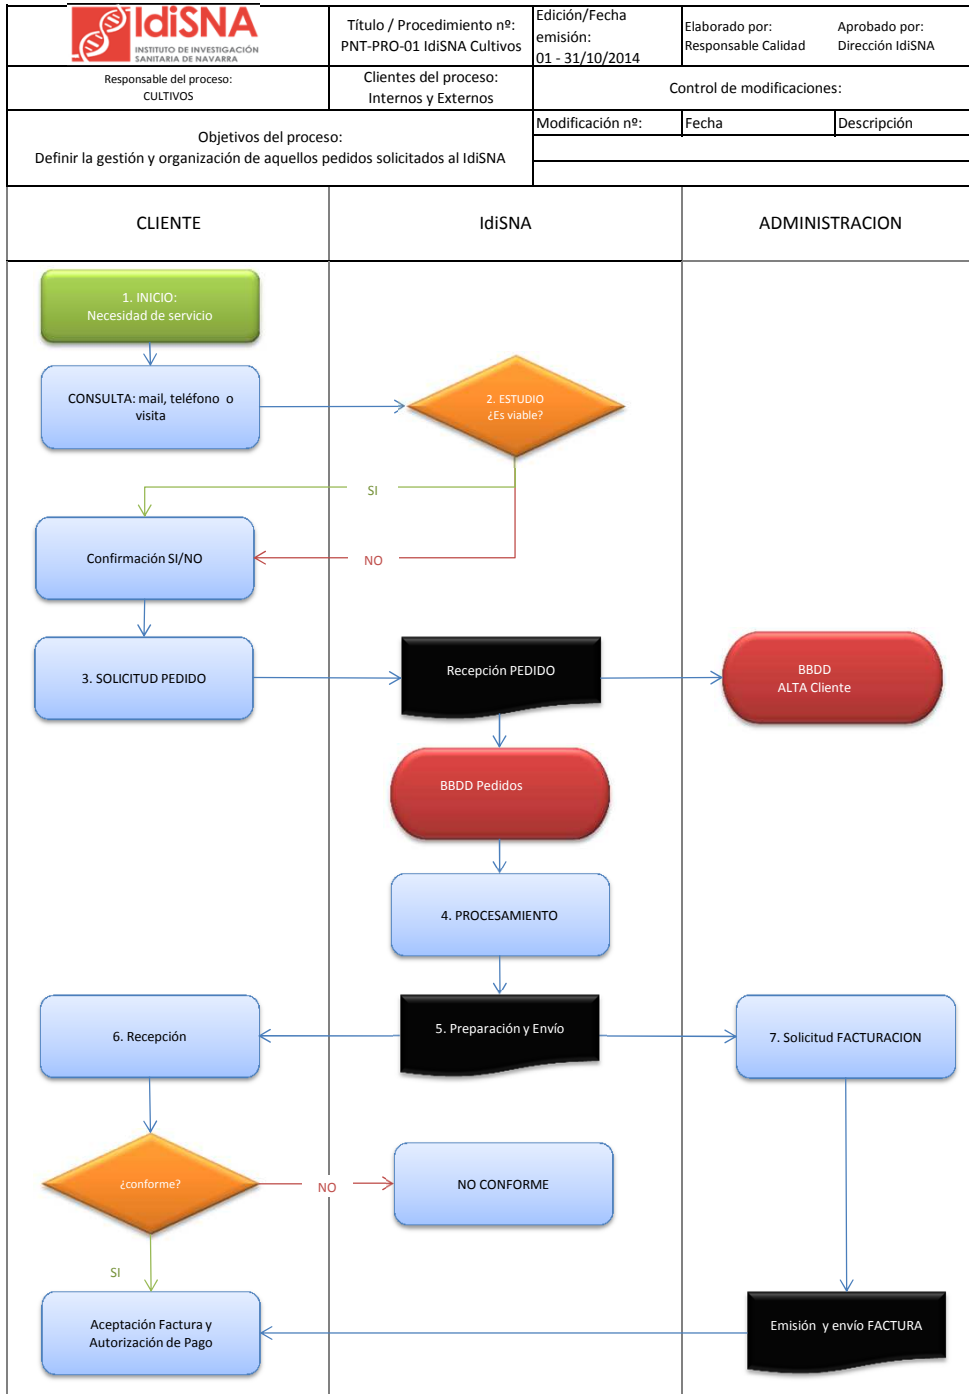 IdiSNA
INSTITUTO DE INVESTIGACIÓN
SANITARIA DE NAVARRA
Título / Procedimiento nº:
PNT-PRO-01 IdiSNA Cultivos
Edición/Fecha
emisión:
01 - 31/10/2014
Elaborado por:
Responsable Calidad
Aprobado por:
Dirección IdiSNA
Responsable del proceso:
CULTIVOS
Clientes del proceso:
Internos y Externos
Control de modificaciones:
Objetivos del proceso:
Definir la gestión y organización de aquellos pedidos solicitados al IdiSNA
Modificación nº:
Fecha
Descripción
CLIENTE
IdiSNA
ADMINISTRACION
1. INICIO:
Necesidad de servicio
CONSULTA: mail, teléfono o
visita
2. ESTUDIO
¿Es viable?
SI
Confirmación SI/NO
NO
3. SOLICITUD PEDIDO
Recepción PEDIDO
BBDD
ALTA Cliente
BBDD Pedidos
4. PROCESAMIENTO
6. Recepción
5. Preparación y Envío
7. Solicitud FACTURACION
¿conforme?
NO
NO CONFORME
SI
Aceptación Factura y
Autorización de Pago
Emisión y envío FACTURA